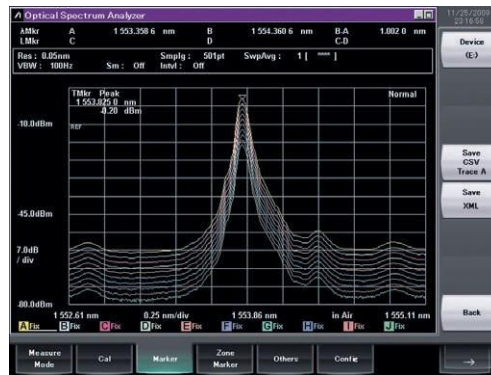 Optical Spectrum Analyzer
11/25/2009
23:16:50
λMkr A 1 553.358 6 nm B 1 554.360 6 nm B-A 1.002 0 nm
LMkr C D C-D
Res : 0.05nm Smplg : 501pt SwpAvg : 1 [ **** ]
VBW : 100Hz Sm : Off Intvl : Off
TMkr Peak
1 553.825 0 nm
-0.20 dBm
Normal
-10.0dBm
REF
-45.0dBm
7.0dB
/ div
-80.0dBm
1 552.61 nm 0.25 nm/div 1 553.86 nm in Air 1 555.11 nm
A Fix B Fix C Fix D Fix E Fix F Fix G Fix H Fix I Fix J Fix
Measure Mode Cal Marker Zone Marker Others Config →
Device
(E:)
Save
CSV
Trace A
Save
XML
Back